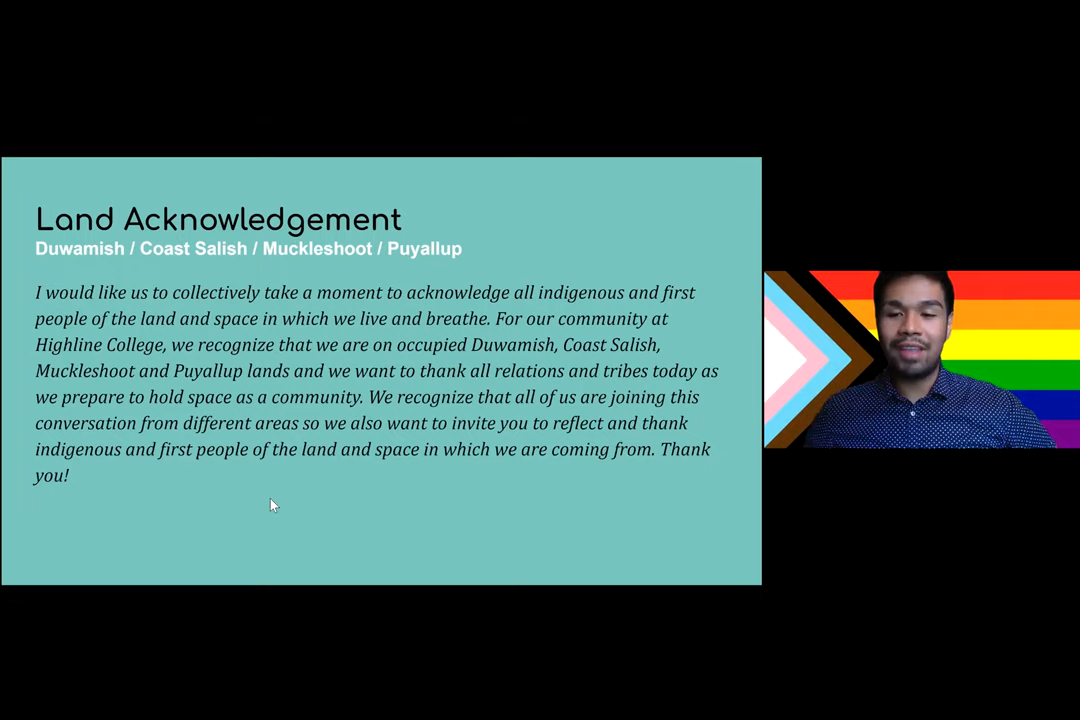 Land Acknowledgement
Duwamish / Coast Salish / Muckleshoot / Puyallup
I would like us to collectively take a moment to acknowledge all indigenous and first
people of the land and space in which we live and breathe. For our community at
Highline College, we recognize that we are on occupied Duwamish, Coast Salish,
Muckleshoot and Puyallup lands and we want to thank all relations and tribes today as
we prepare to hold space as a community. We recognize that all of us are joining this
conversation from different areas so we also want to invite you to reflect and thank
indigenous and first people of the land and space in which we are coming from. Thank
you!